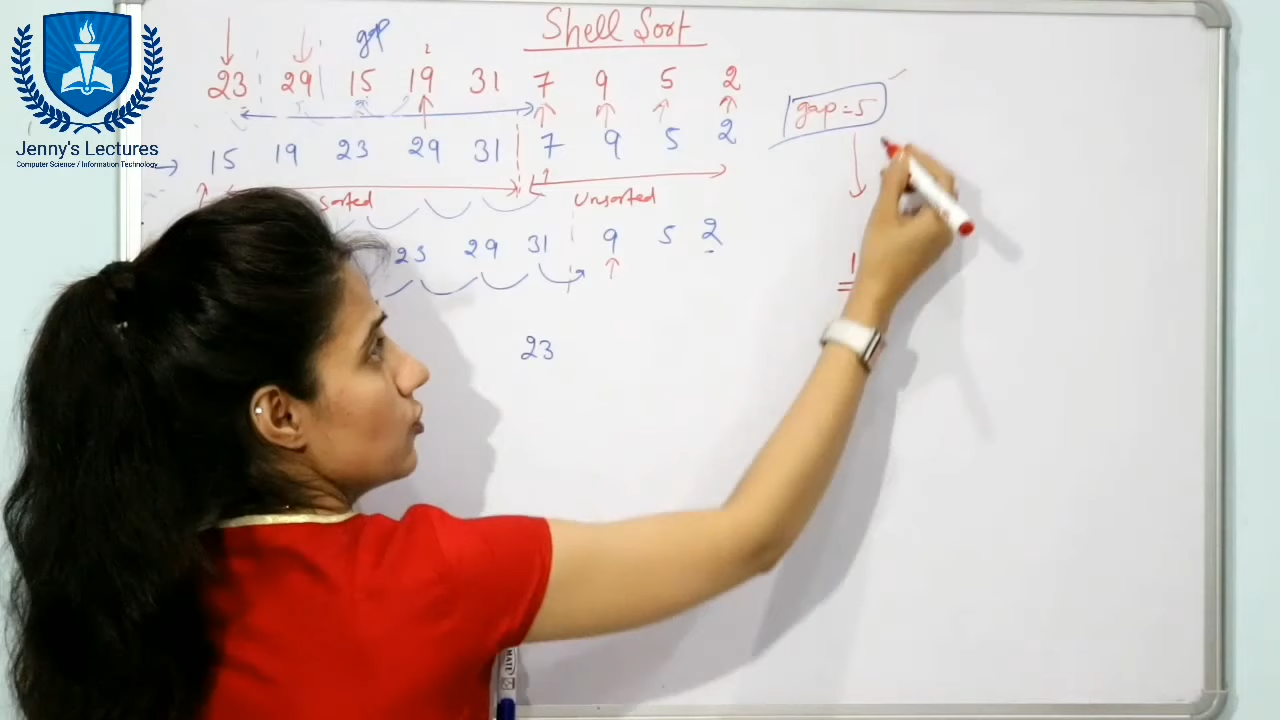 Shell Sort
gap
23 29 15 19 31 7 9 5 2
gap=5
15 19 23 29 31 7 9 5 2
sorted unsorted
23 29 31 9 5 2
1
23
Jenny's Lectures
Computer Science / Information Technology